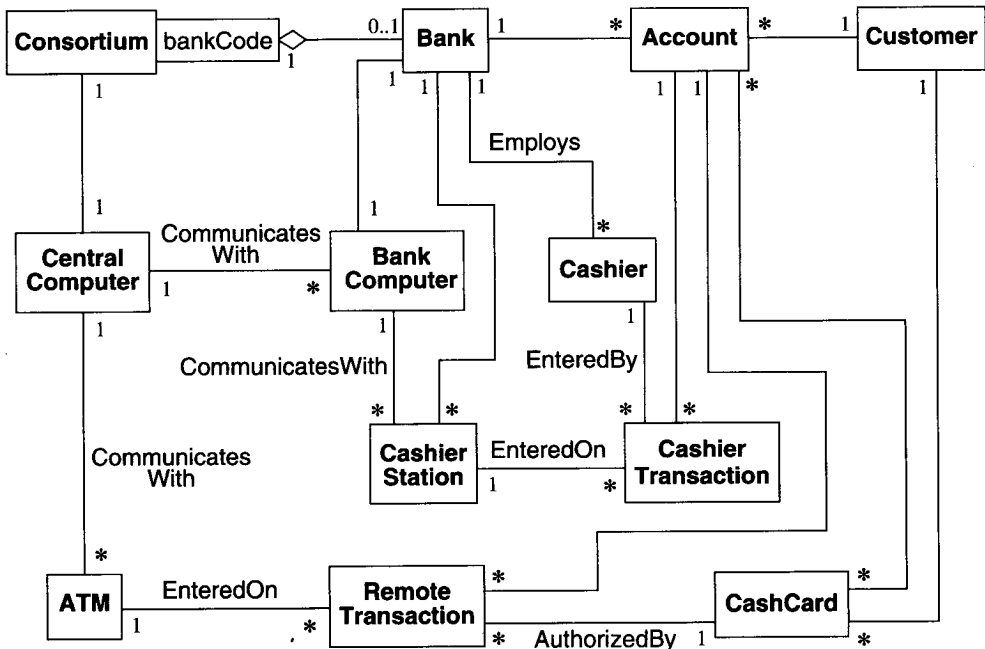 Consortium
bankCode
1
0..1
Bank
1
*
Account
*
1
Customer
1
1
1
1
1
1
*
1
Employs
1
1
*
Central
Computer
Communicates
With
1
*
Bank
Computer
Cashier
1
1
1
CommunicatesWith
EnteredBy
*
*
*
*
Cashier
Station
EnteredOn
1
*
Cashier
Transaction
Communicates
With
*
ATM
EnteredOn
1
*
Remote
Transaction
*
*
AuthorizedBy
1
CashCard
*
*